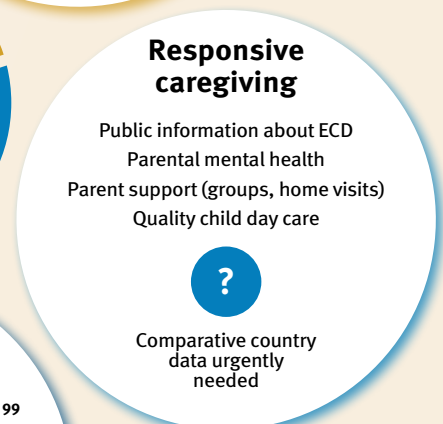 Responsive
caregiving
Public information about ECD
Parental mental health
Parent support (groups, home visits)
Quality child day care
?
Comparative country
data urgently
needed
99